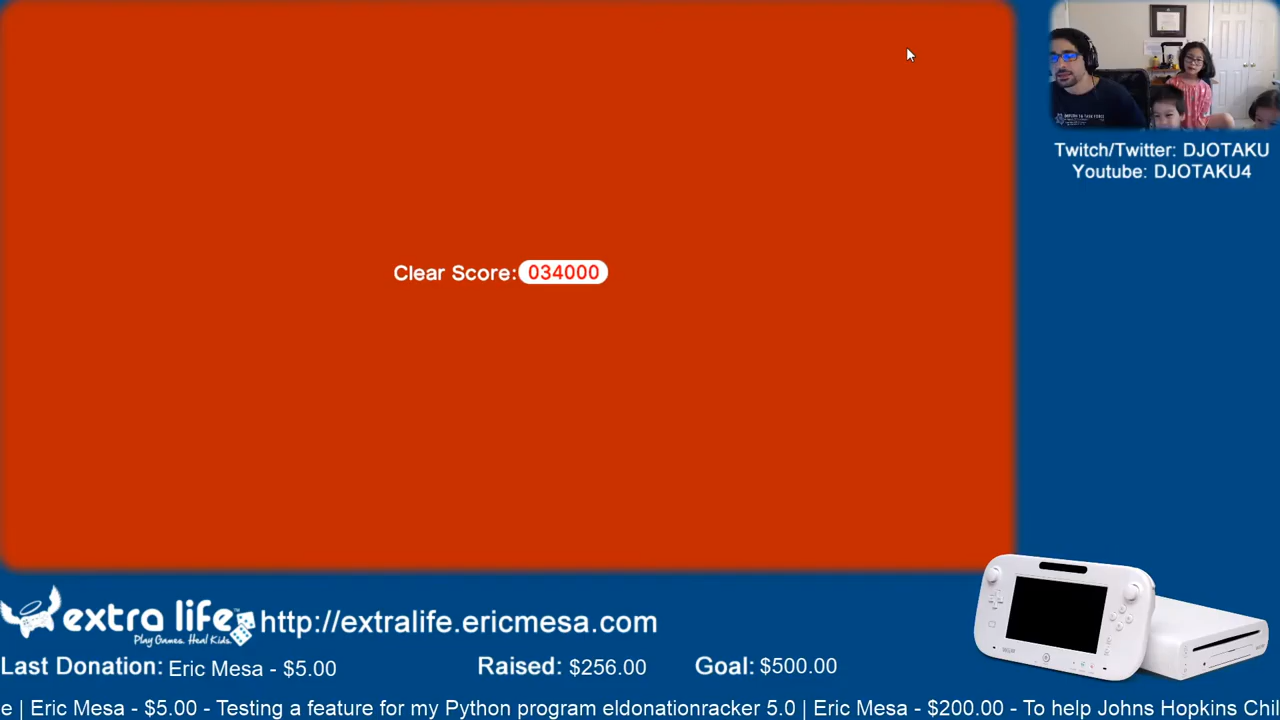 Twitch/Twitter: DJOTAKU
Youtube: DJOTAKU4
Clear Score: 034000
extra life
Play Games. Heal Kids.
http://extralife.ericmesa.com
Last Donation: Eric Mesa - $5.00 Raised: $256.00 Goal: $500.00
e | Eric Mesa - $5.00 - Testing a feature for my Python program eldonationracker 5.0 | Eric Mesa - $200.00 - To help Johns Hopkins Chil